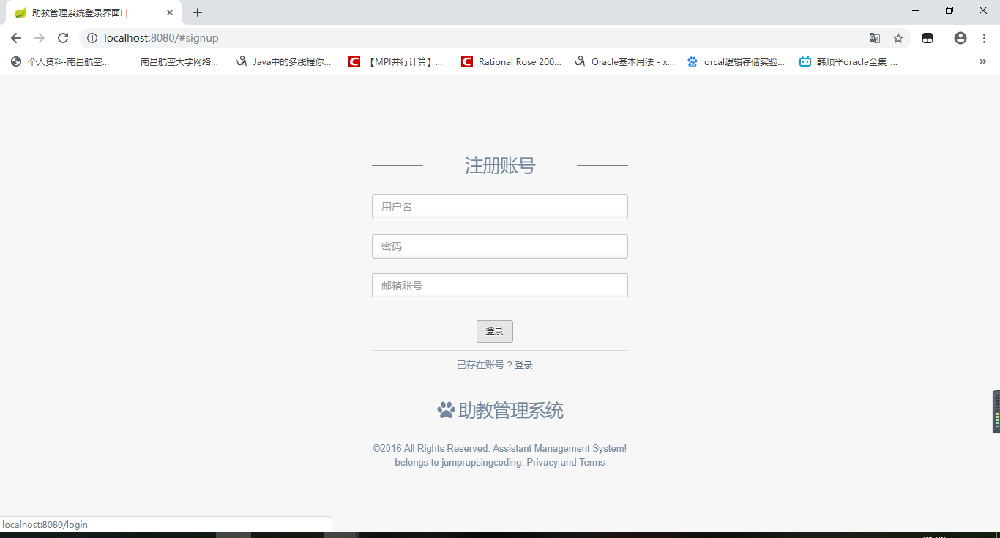 助教管理系统登录界面! |
localhost:8080/#signup
个人资料-南昌航空...
南昌航空大学网络...
Java中的多线程你...
【MPI并行计算】...
Rational Rose 200...
Oracle基本用法 - x...
orcal逻辑存储实验...
韩顺平oracle全集_...
»
注册账号
用户名
密码
邮箱账号
登录
已存在账号 ? 登录
助教管理系统
©2016 All Rights Reserved. Assistant Management System!
belongs to jumprapsingcoding. Privacy and Terms
localhost:8080/login